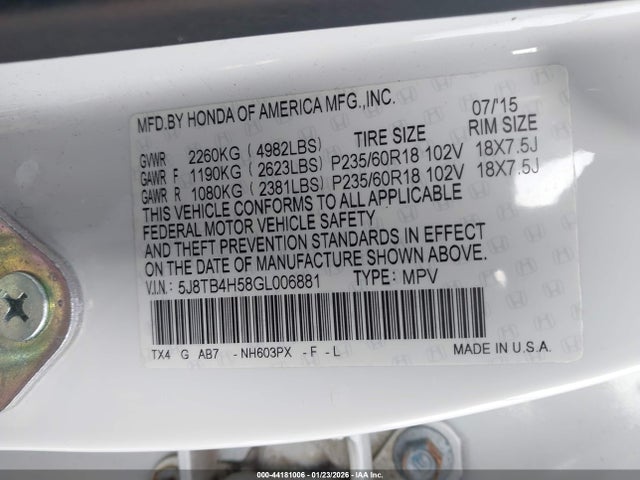 MFD.BY HONDA OF AMERICA MFG.,INC. 07/15
TIRE SIZE RIM SIZE
GVWR 2260KG ( 4982LBS)
GAWR F 1190KG ( 2623LBS) P235/60R18 102V 18X7.5J
GAWR R 1080KG ( 2381LBS) P235/60R18 102V 18X7.5J
THIS VEHICLE CONFORMS TO ALL APPLICABLE
FEDERAL MOTOR VEHICLE SAFETY
AND THEFT PREVENTION STANDARDS IN EFFECT
ON THE DATE OF MANUFACTURE SHOWN ABOVE.
V.I.N.: 5J8TB4H58GL006881 TYPE: MPV
TX4 G AB7 -NH603PX -F -L MADE IN U.S.A.
000-44181006 - 01/23/2026 - IAA Inc.